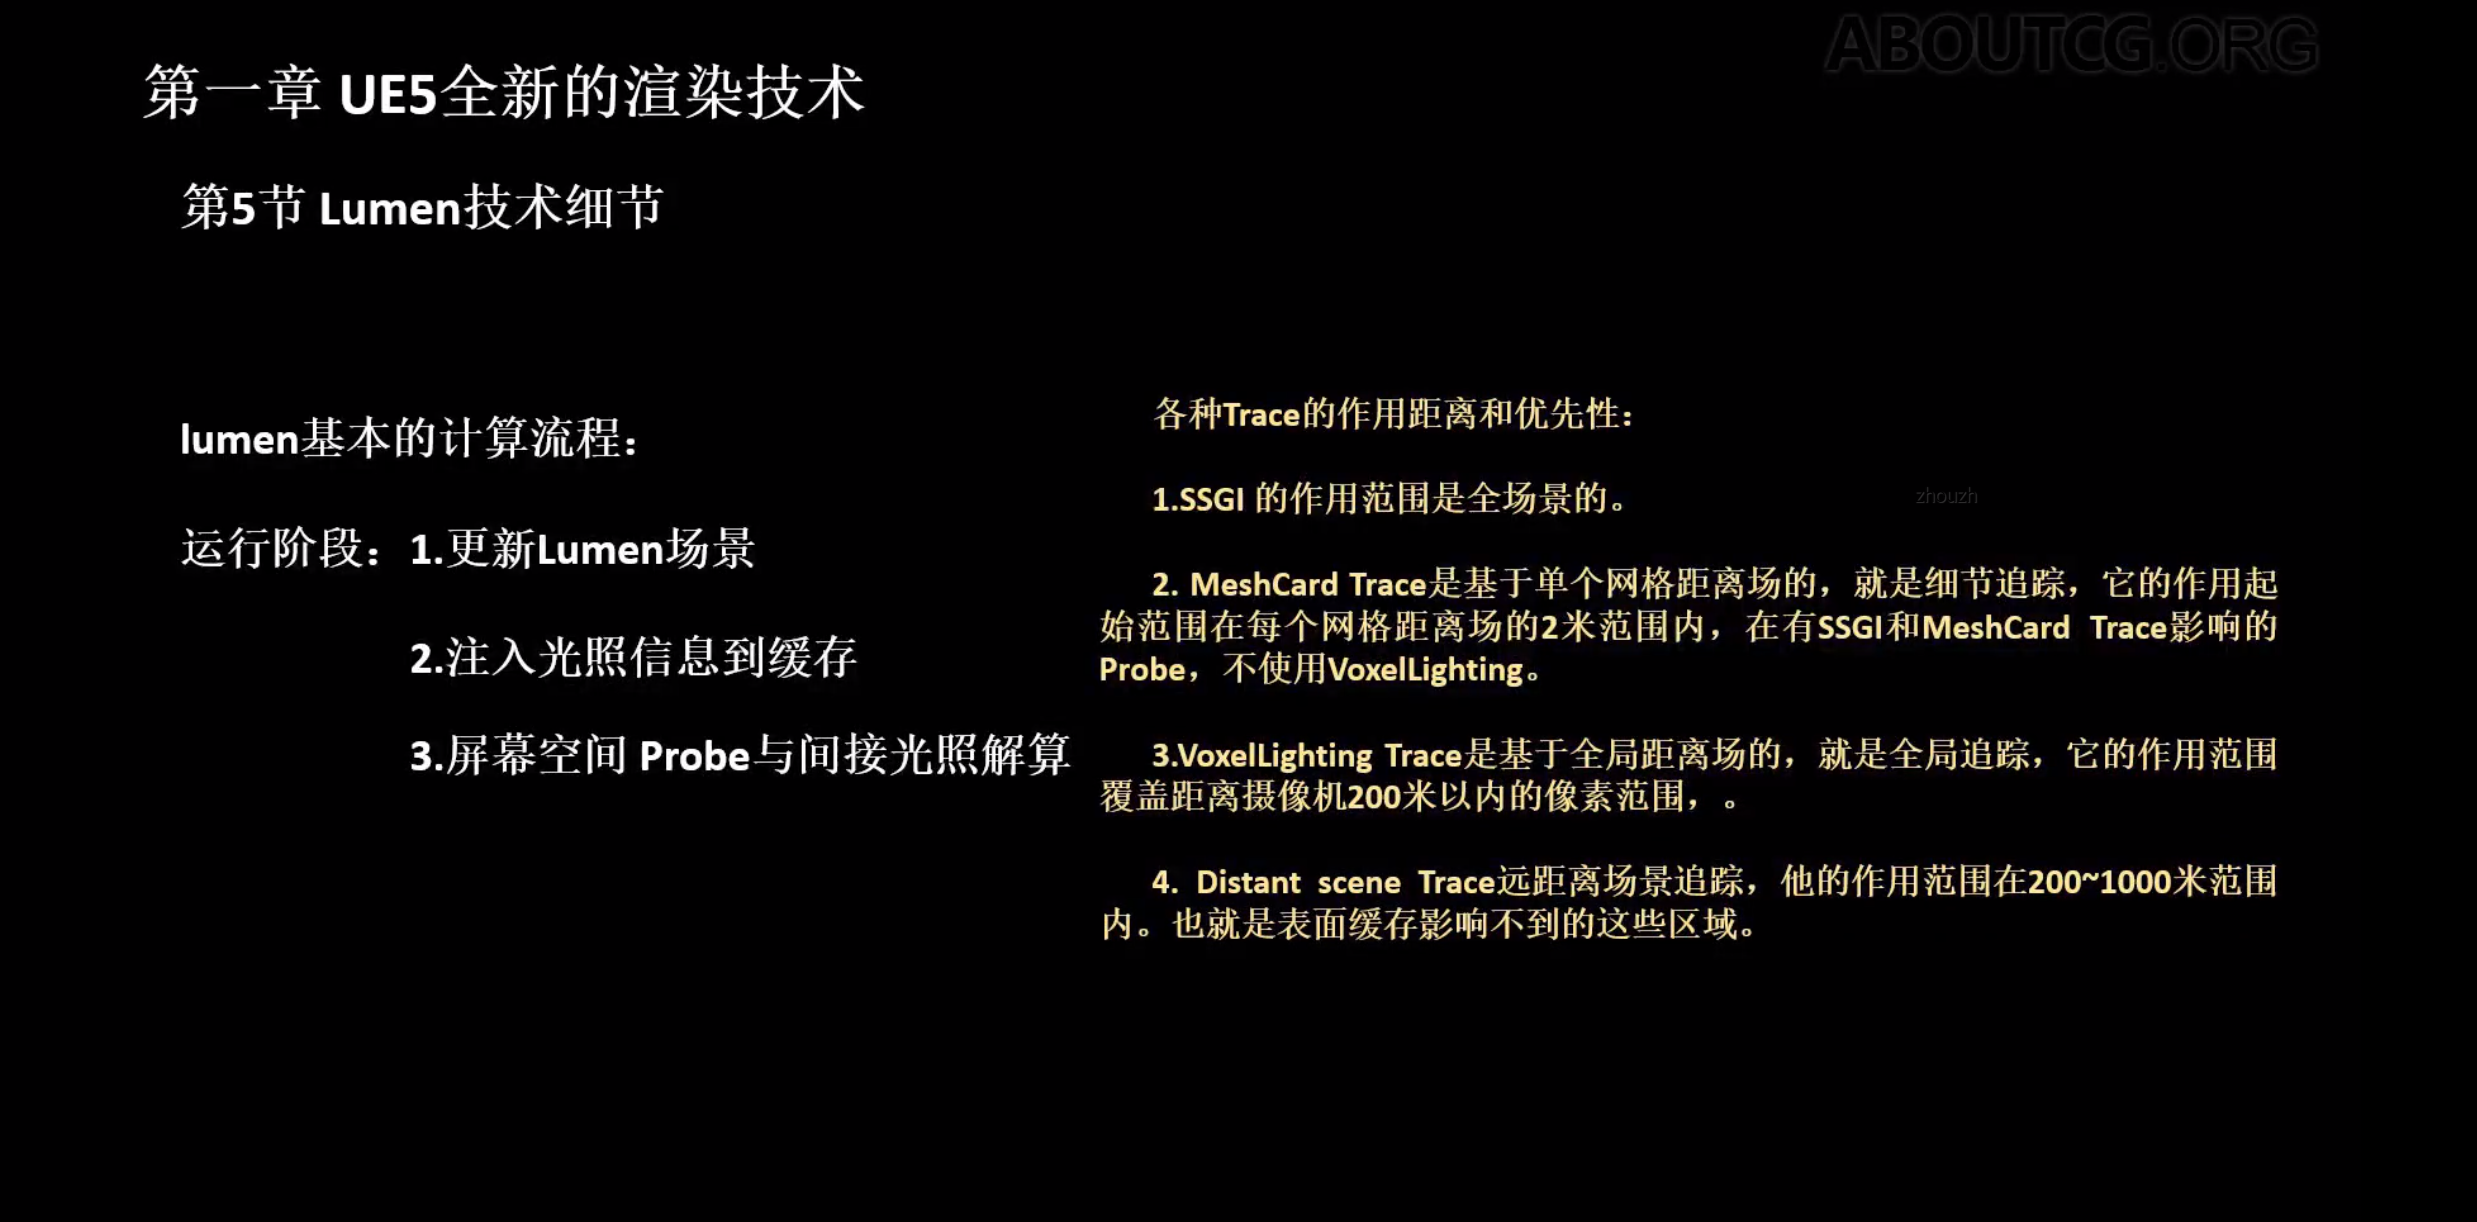 ABOUTCG.ORG
第一章 UE5全新的渲染技术
第5节 Lumen技术细节
lumen基本的计算流程：
运行阶段：1.更新Lumen场景
2.注入光照信息到缓存
3.屏幕空间 Probe与间接光照解算
各种Trace的作用距离和优先性：
1.SSGI 的作用范围是全场景的。
zhouzh
2. MeshCard Trace是基于单个网格距离场的，就是细节追踪，它的作用起
始范围在每个网格距离场的2米范围内，在有SSGI和MeshCard Trace影响的
Probe，不使用VoxelLighting。
3.VoxelLighting Trace是基于全局距离场的，就是全局追踪，它的作用范围
覆盖距离摄像机200米以内的像素范围，。
4. Distant scene Trace远距离场景追踪，他的作用范围在200~1000米范围
内。也就是表面缓存影响不到的这些区域。